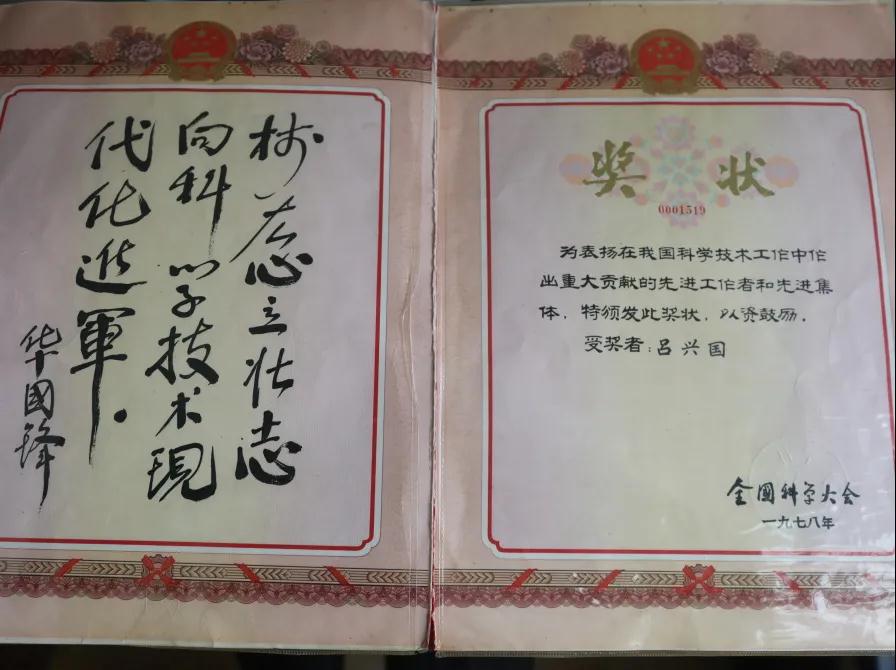 树雄心立壮志
向科学技术現
代化進軍。
华國锋
奖状
0001519
为表扬在我国科学技术工作中作
出重大贡献的先进工作者和先进集
体，特颁发此奖状，以资鼓励。
受奖者：吕兴国
全國科学大会
一九七八年